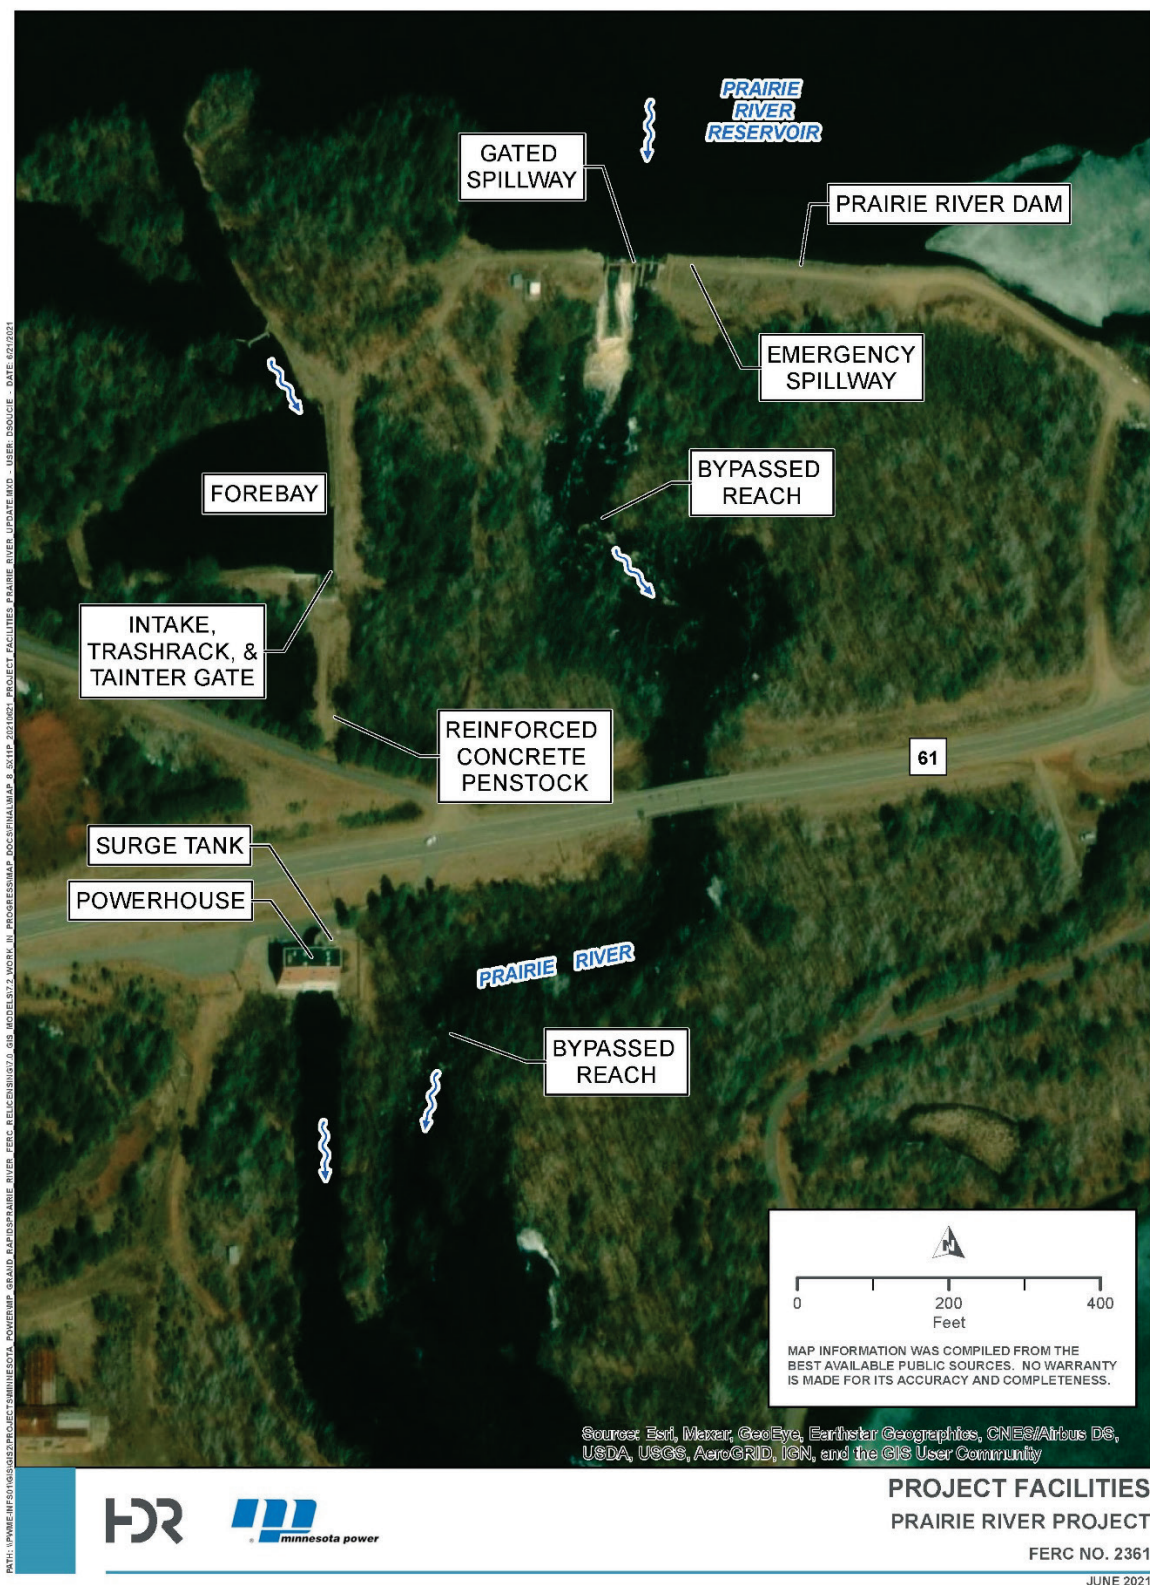 PRAIRIE
RIVER
RESERVOIR
GATED
SPILLWAY
PRAIRIE RIVER DAM
EMERGENCY
SPILLWAY
BYPASSED
REACH
FOREBAY
INTAKE,
TRASHRACK, &
TAINTER GATE
REINFORCED
CONCRETE
PENSTOCK
61
SURGE TANK
POWERHOUSE
PRAIRIE RIVER
BYPASSED
REACH
N
0 200 400
Feet
MAP INFORMATION WAS COMPILED FROM THE
BEST AVAILABLE PUBLIC SOURCES. NO WARRANTY
IS MADE FOR ITS ACCURACY AND COMPLETENESS.
Source: Esri, Maxar, GeoEye, Earthstar Geographics, CNES/Airbus DS,
USDA, USGS, AeroGRID, IGN, and the GIS User Community
HDR
minnesota power
PROJECT FACILITIES
PRAIRIE RIVER PROJECT
FERC NO. 2361
JUNE 2021